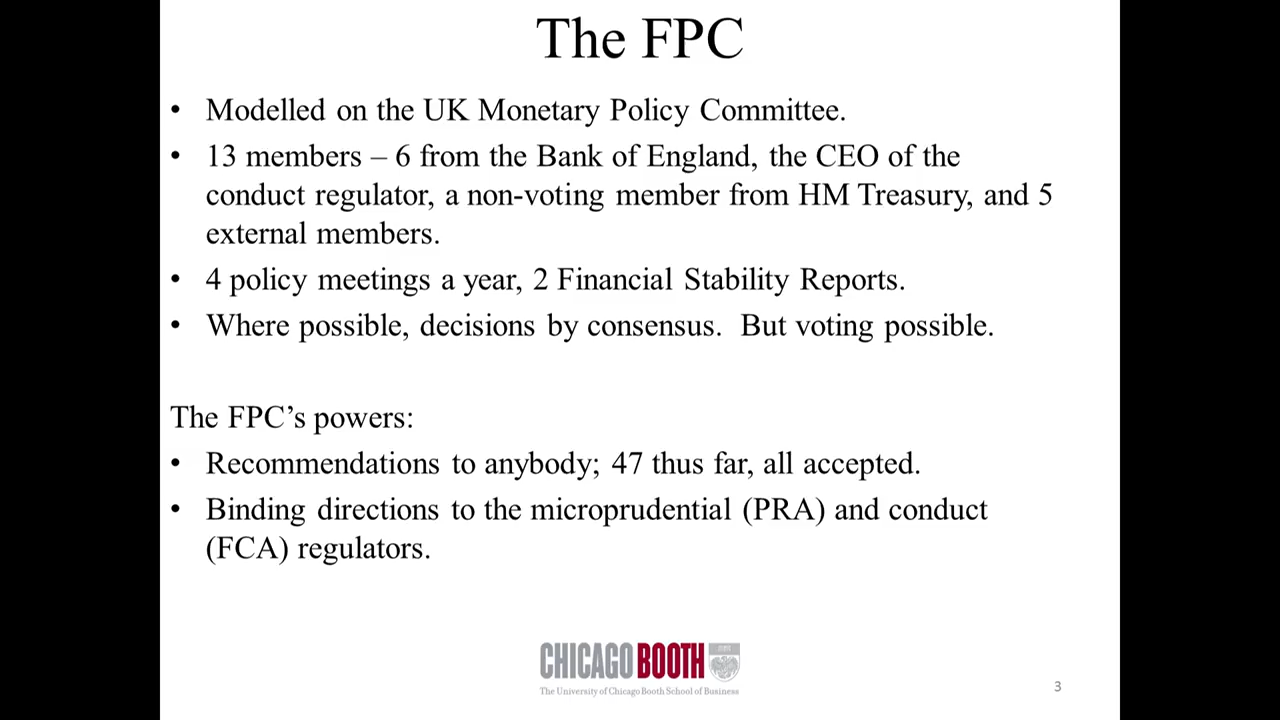 The FPC
• Modelled on the UK Monetary Policy Committee.
• 13 members – 6 from the Bank of England, the CEO of the
conduct regulator, a non-voting member from HM Treasury, and 5
external members.
• 4 policy meetings a year, 2 Financial Stability Reports.
• Where possible, decisions by consensus.  But voting possible.
The FPC’s powers:
• Recommendations to anybody; 47 thus far, all accepted.
• Binding directions to the microprudential (PRA) and conduct
(FCA) regulators.
CHICAGO BOOTH
The University of Chicago Booth School of Business
3